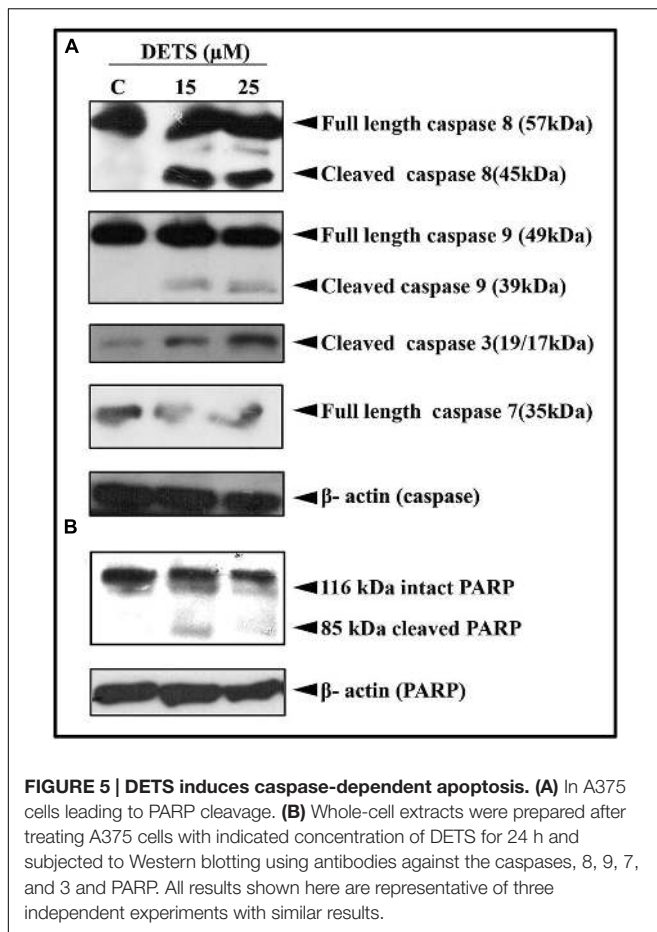 A
DETS (µM)
C 15 25
Full length caspase 8 (57kDa)
Cleaved caspase 8(45kDa)
Full length caspase 9 (49kDa)
Cleaved caspase 9 (39kDa)
Cleaved caspase 3(19/17kDa)
Full length caspase 7(35kDa)
β- actin (caspase)
B
116 kDa intact PARP
85 kDa cleaved PARP
β- actin (PARP)
FIGURE 5 | DETS induces caspase-dependent apoptosis. (A) In A375
cells leading to PARP cleavage. (B) Whole-cell extracts were prepared after
treating A375 cells with indicated concentration of DETS for 24 h and
subjected to Western blotting using antibodies against the caspases, 8, 9, 7,
and 3 and PARP. All results shown here are representative of three
independent experiments with similar results.